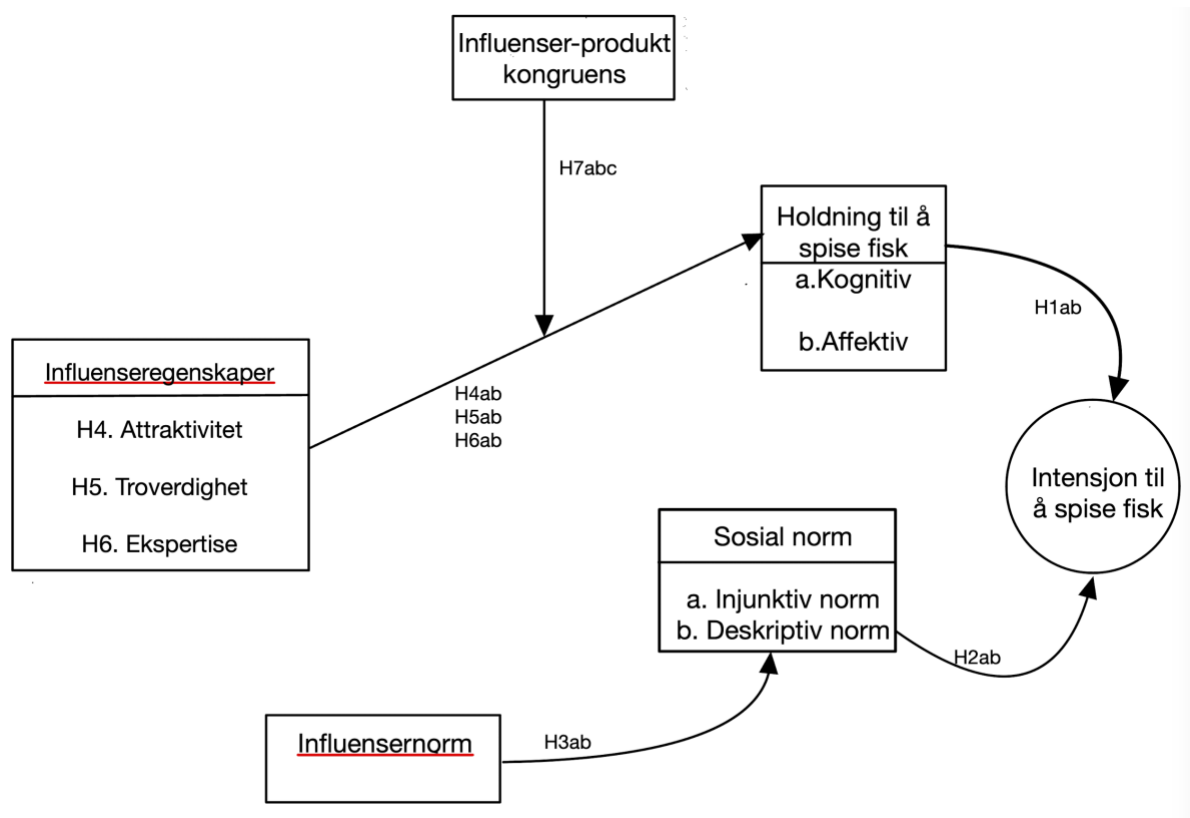 Influenser-produkt
kongruens
H7abc
Holdning til å
spise fisk
a.Kognitiv
b.Affektiv
H1ab
Influenseregenskaper
H4. Attraktivitet
H5. Troverdighet
H6. Ekspertise
H4ab
H5ab
H6ab
Intensjon til
å spise fisk
Sosial norm
a. Injunktiv norm
b. Deskriptiv norm
H2ab
Influensernorm
H3ab